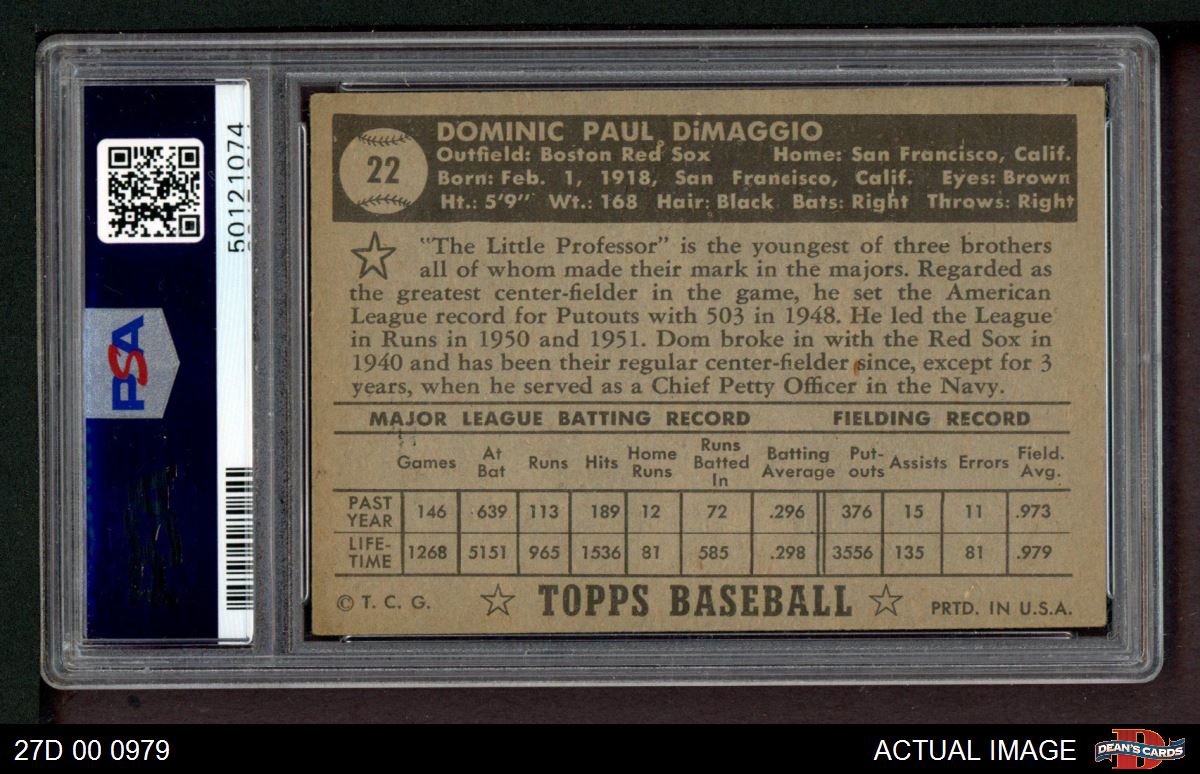 50121074
PSA
22
DOMINIC PAUL DiMAGGIO
Outfield: Boston Red Sox Home: San Francisco, Calif.
Born: Feb. 1, 1918, San Francisco, Calif. Eyes: Brown
Ht.: 5'9" Wt.: 168 Hair: Black Bats: Right Throws: Right
"The Little Professor" is the youngest of three brothers
all of whom made their mark in the majors. Regarded as
the greatest center-fielder in the game, he set the American
League record for Putouts with 503 in 1948. He led the League
in Runs in 1950 and 1951. Dom broke in with the Red Sox in
1940 and has been their regular center-fielder since, except for 3
years, when he served as a Chief Petty Officer in the Navy.
MAJOR LEAGUE BATTING RECORD FIELDING RECORD
Games At Bat Runs Hits Home Runs Runs Batted In Batting Average Put-outs Assists Errors Field. Avg.
PAST YEAR 146 639 113 189 12 72 .296 376 15 11 .973
LIFE-TIME 1268 5151 965 1536 81 585 .298 3556 135 81 .979
© T. C. G. TOPPS BASEBALL PRTD. IN U.S.A.
27D 00 0979 ACTUAL IMAGE D DEAN'S CARDS